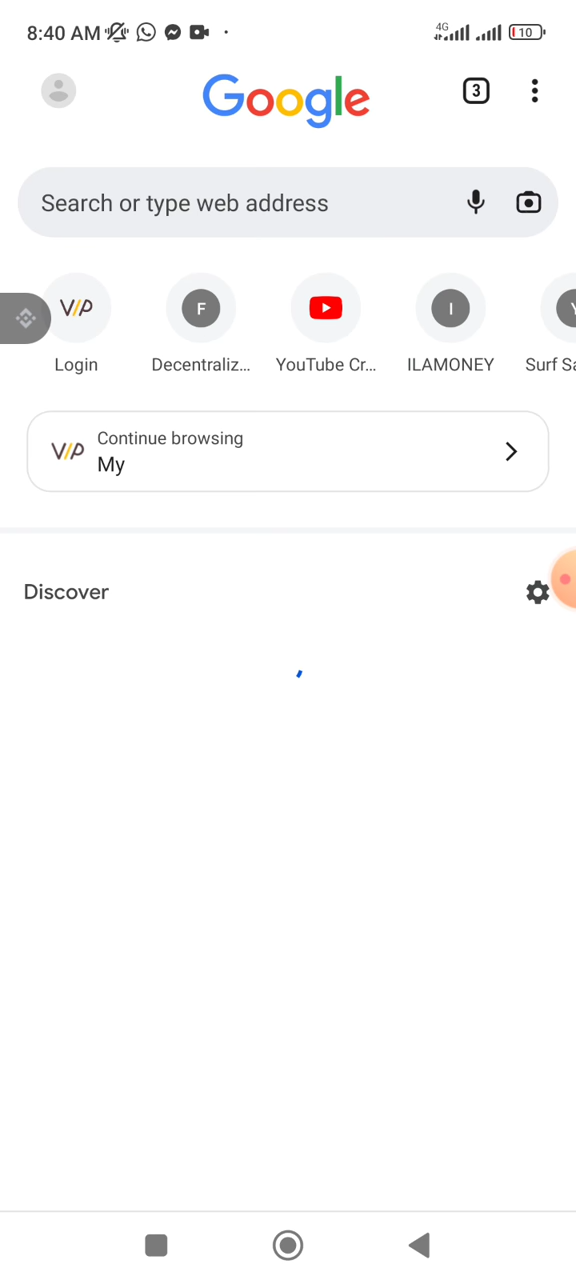 8:40 AM
4G
10
Google
3
Search or type web address
V/P
F
I
Login
Decentraliz...
YouTube Cr...
ILAMONEY
Surf Sa
V/P
Continue browsing
My
Discover